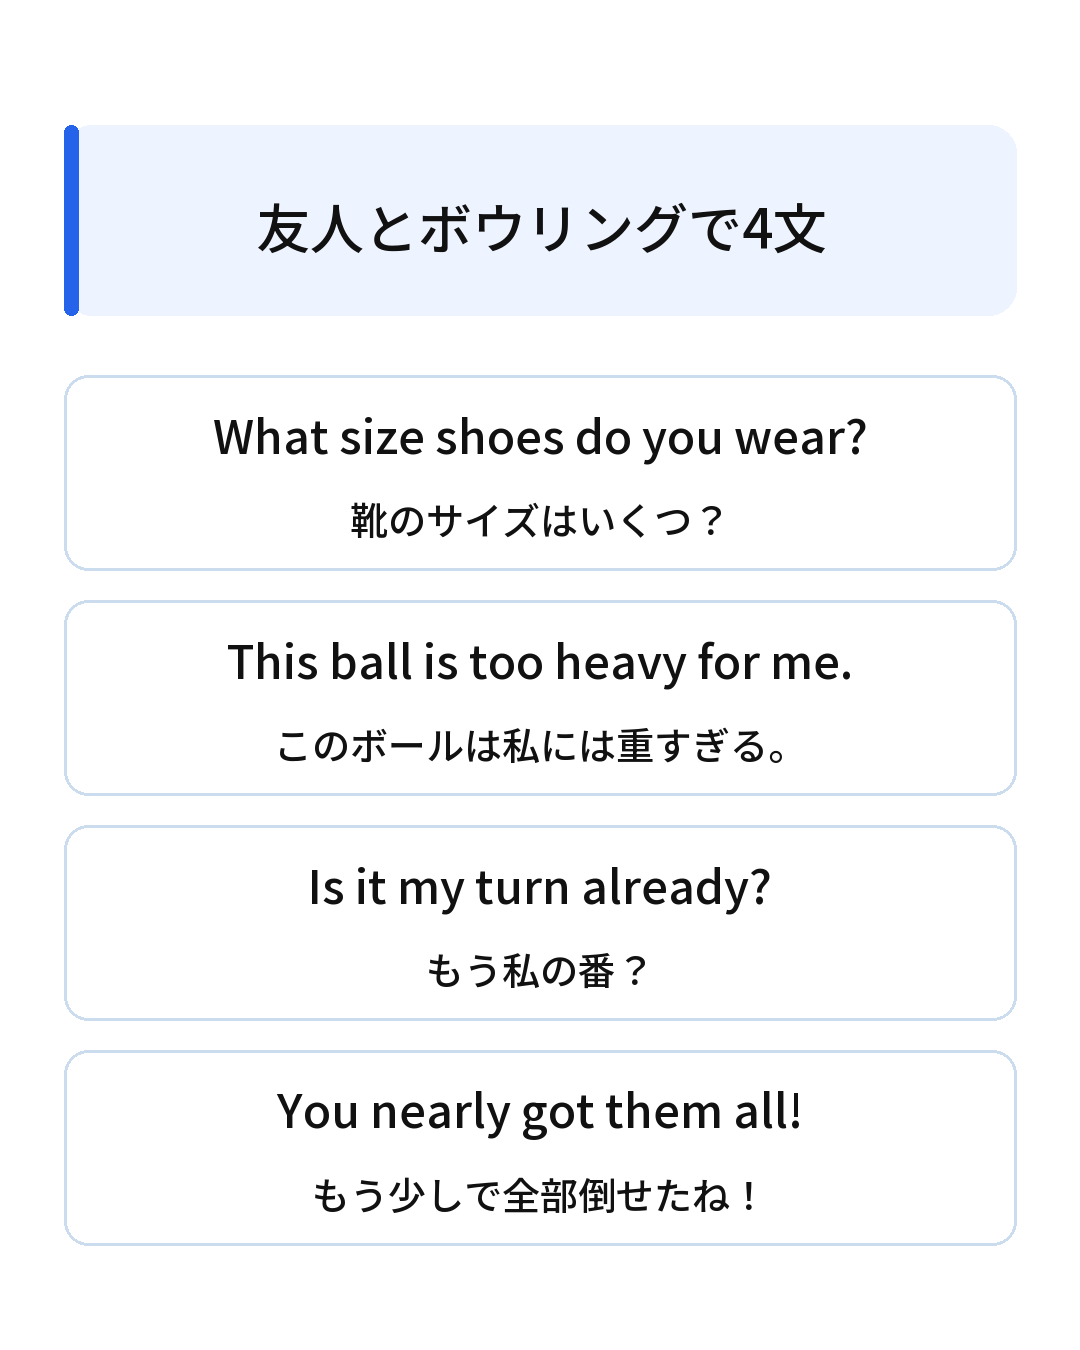 友人とボウリングで4文
What size shoes do you wear?
靴のサイズはいくつ？
This ball is too heavy for me.
このボールは私には重すぎる。
Is it my turn already?
もう私の番？
You nearly got them all!
もう少しで全部倒せたね！